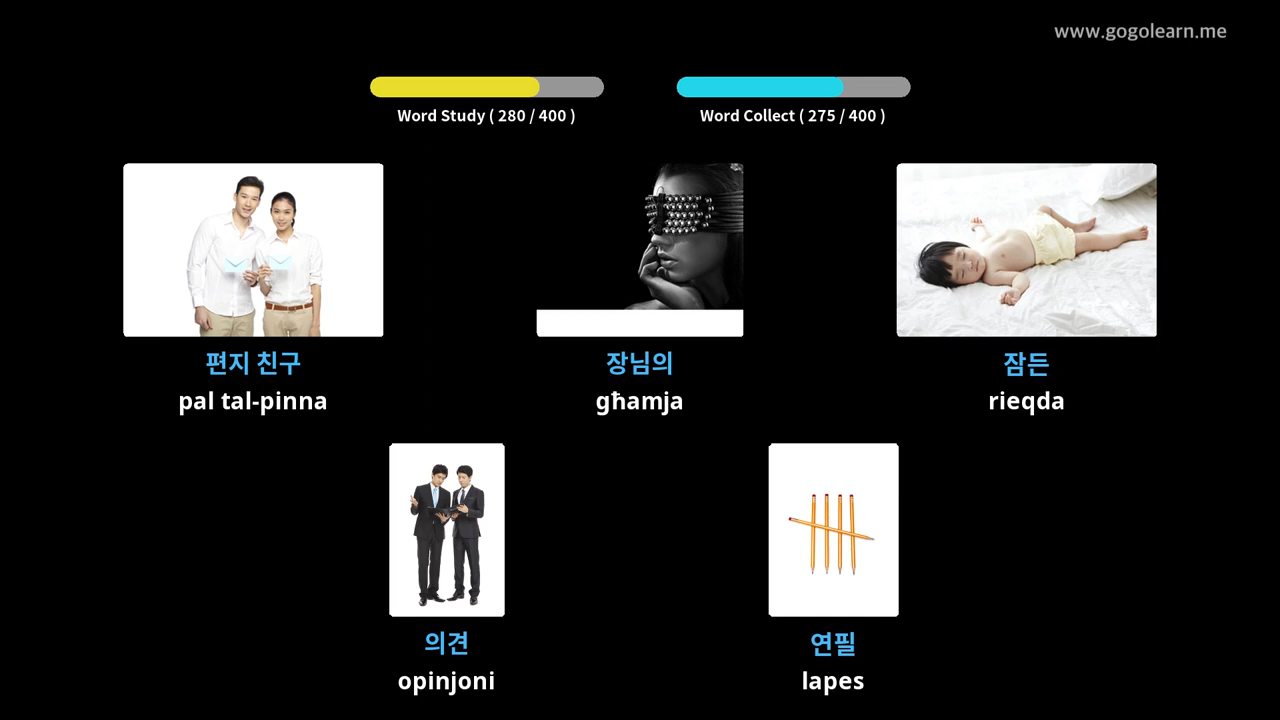 www.gogolearn.me
Word Study ( 280 / 400 )
Word Collect ( 275 / 400 )
편지 친구
pal tal-pinna
장님의
għamja
잠든
rieqda
의견
opinjoni
연필
lapes